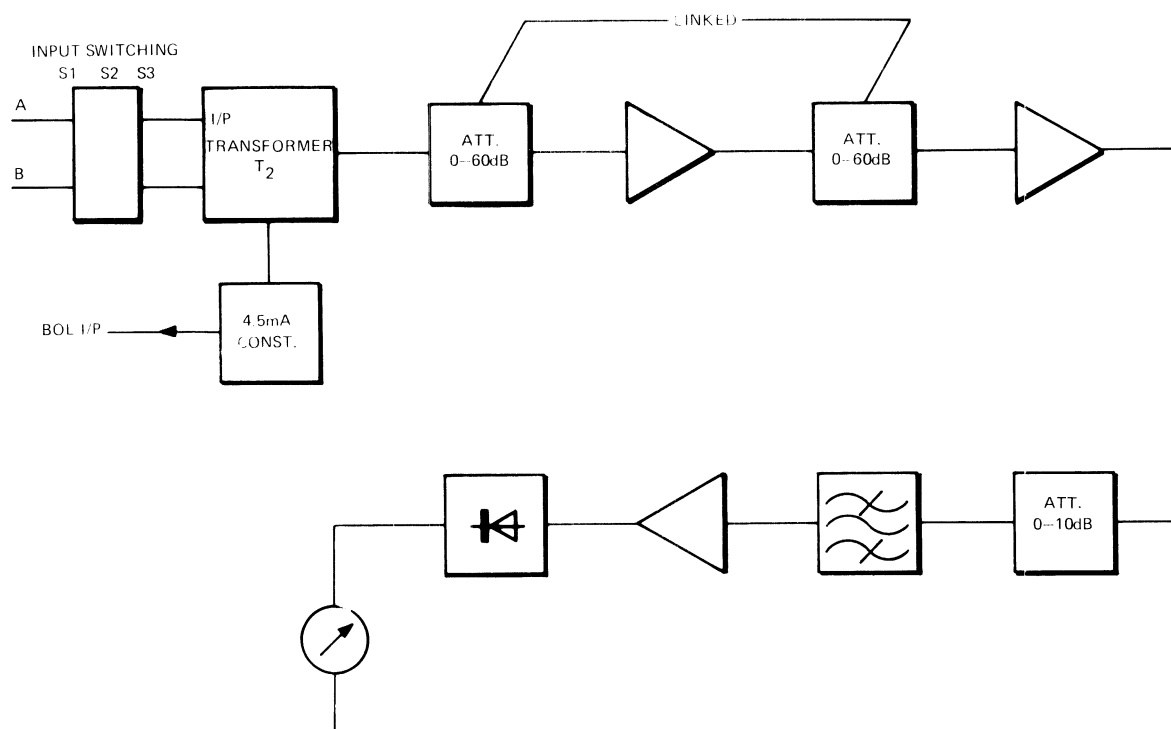 LINKED
INPUT SWITCHING
S1 S2 S3
A
B
I/P
TRANSFORMER
T2
ATT.
0-60dB
ATT.
0-60dB
4.5mA
CONST.
BOL I/P
ATT.
0-10dB